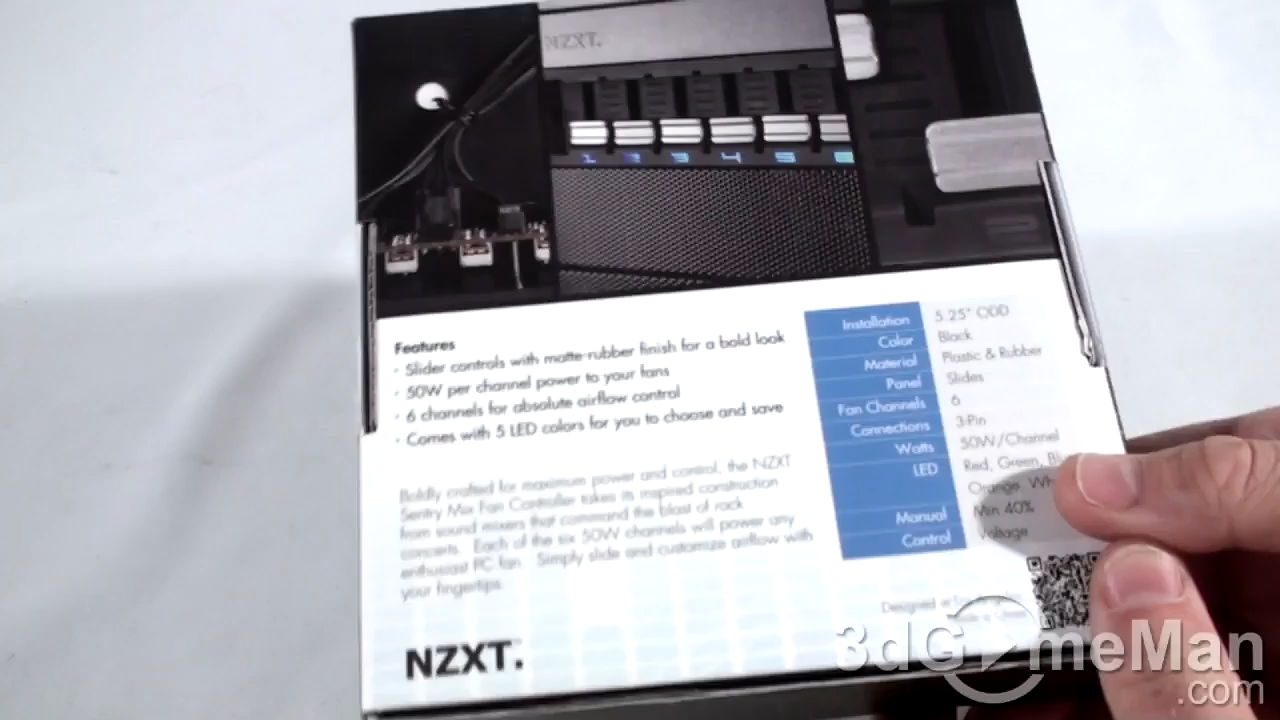 NZXT.
1 2 3 4 5 6
2
Features
- Slider controls with matte-rubber finish for a bold look
- 50W per channel power to your fans
- 6 channels for absolute airflow control
- Comes with 5 LED colors for you to choose and save
Boldly crafted for maximum power and control, the NZXT
Sentry Mix Fan Controller takes its inspired construction
from sound mixers that command the blast of rock
concerts. Each of the six 50W channels will power any
enthusiast PC fan. Simply slide and customize airflow with
your fingertips.
NZXT.
Installation 5.25" ODD
Color Black
Material Plastic & Rubber
Panel Slides
Fan Channels 6
Connections 3-Pin
Watts 50W/Channel
LED Red, Green,
Orange
Manual Min 40%
Control Voltage
Designed
3dGameMan
.com